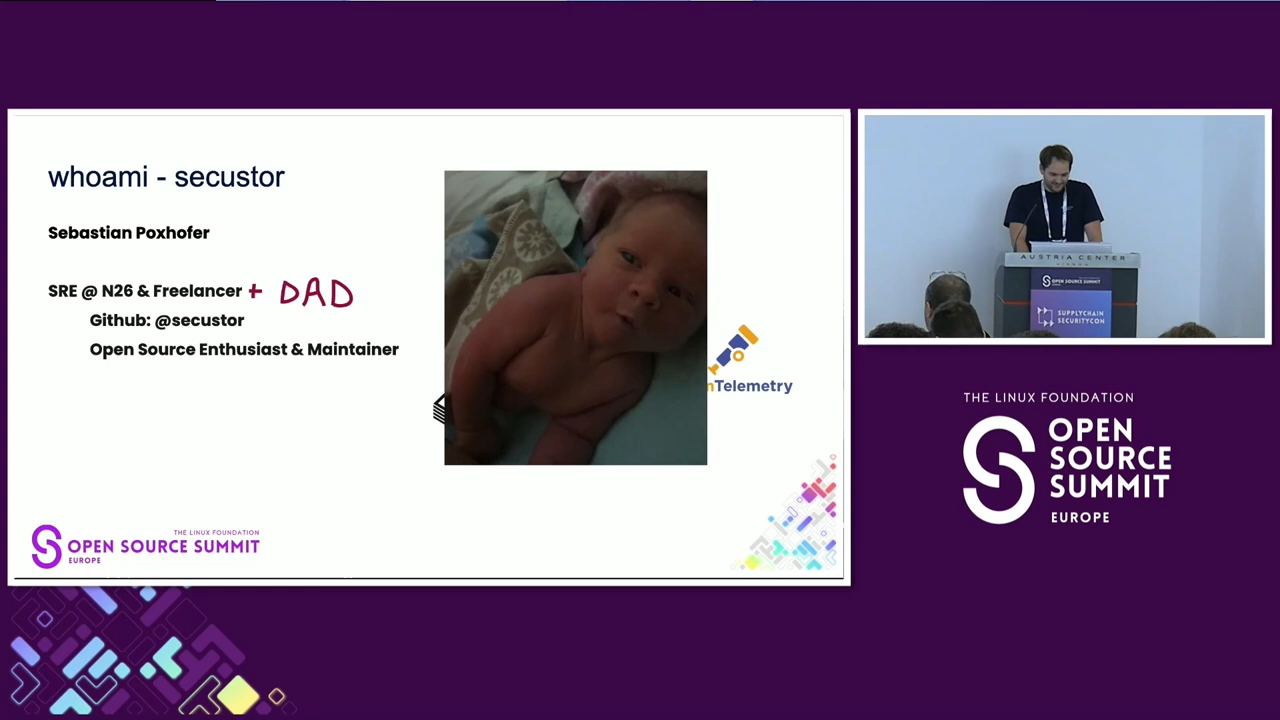 whoami - secustor
Sebastian Poxhofer
SRE @ N26 & Freelancer + DAD
Github: @secustor
Open Source Enthusiast & Maintainer
nTelemetry
THE LINUX FOUNDATION
OPEN SOURCE SUMMIT
EUROPE
AUSTRIA CENTER
OPEN SOURCE SUMMIT
SUPPLYCHAIN
SECURITYCON
THE LINUX FOUNDATION
OPEN
SOURCE
SUMMIT
EUROPE